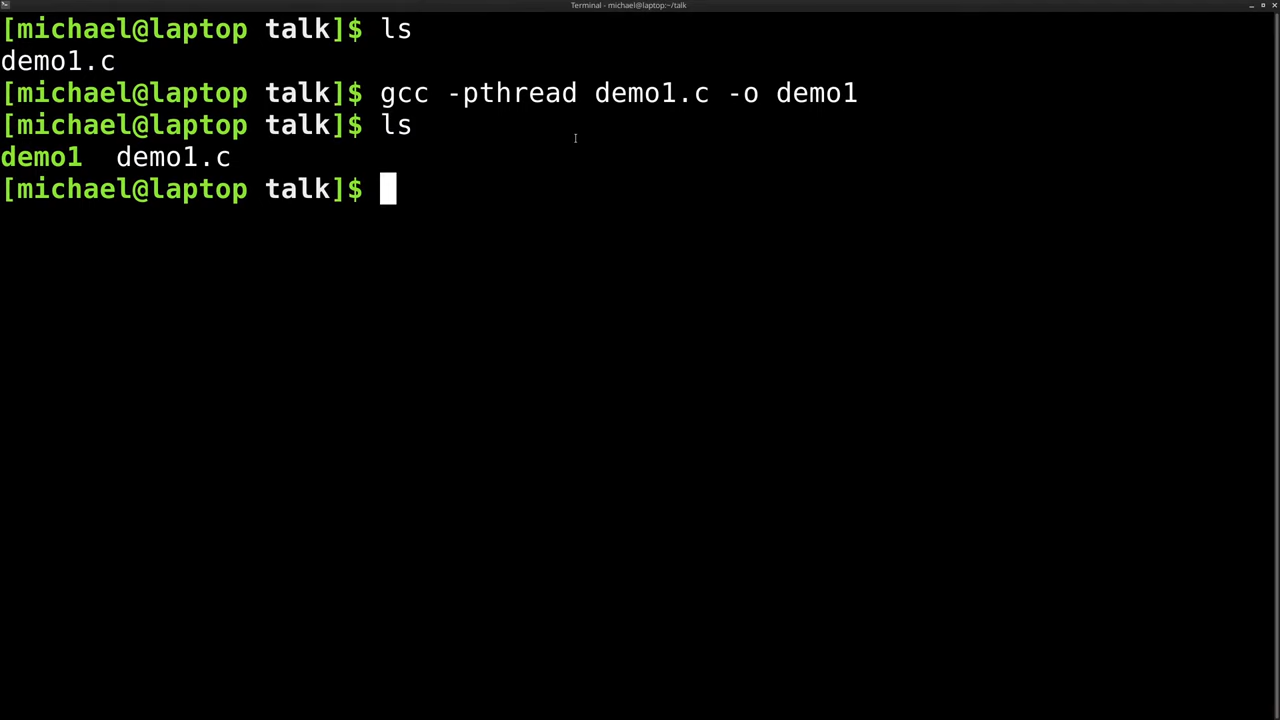 Terminal - michael@laptop:~/talk
[michael@laptop talk]$ ls
demo1.c
[michael@laptop talk]$ gcc -pthread demo1.c -o demo1
[michael@laptop talk]$ ls
demo1  demo1.c
[michael@laptop talk]$